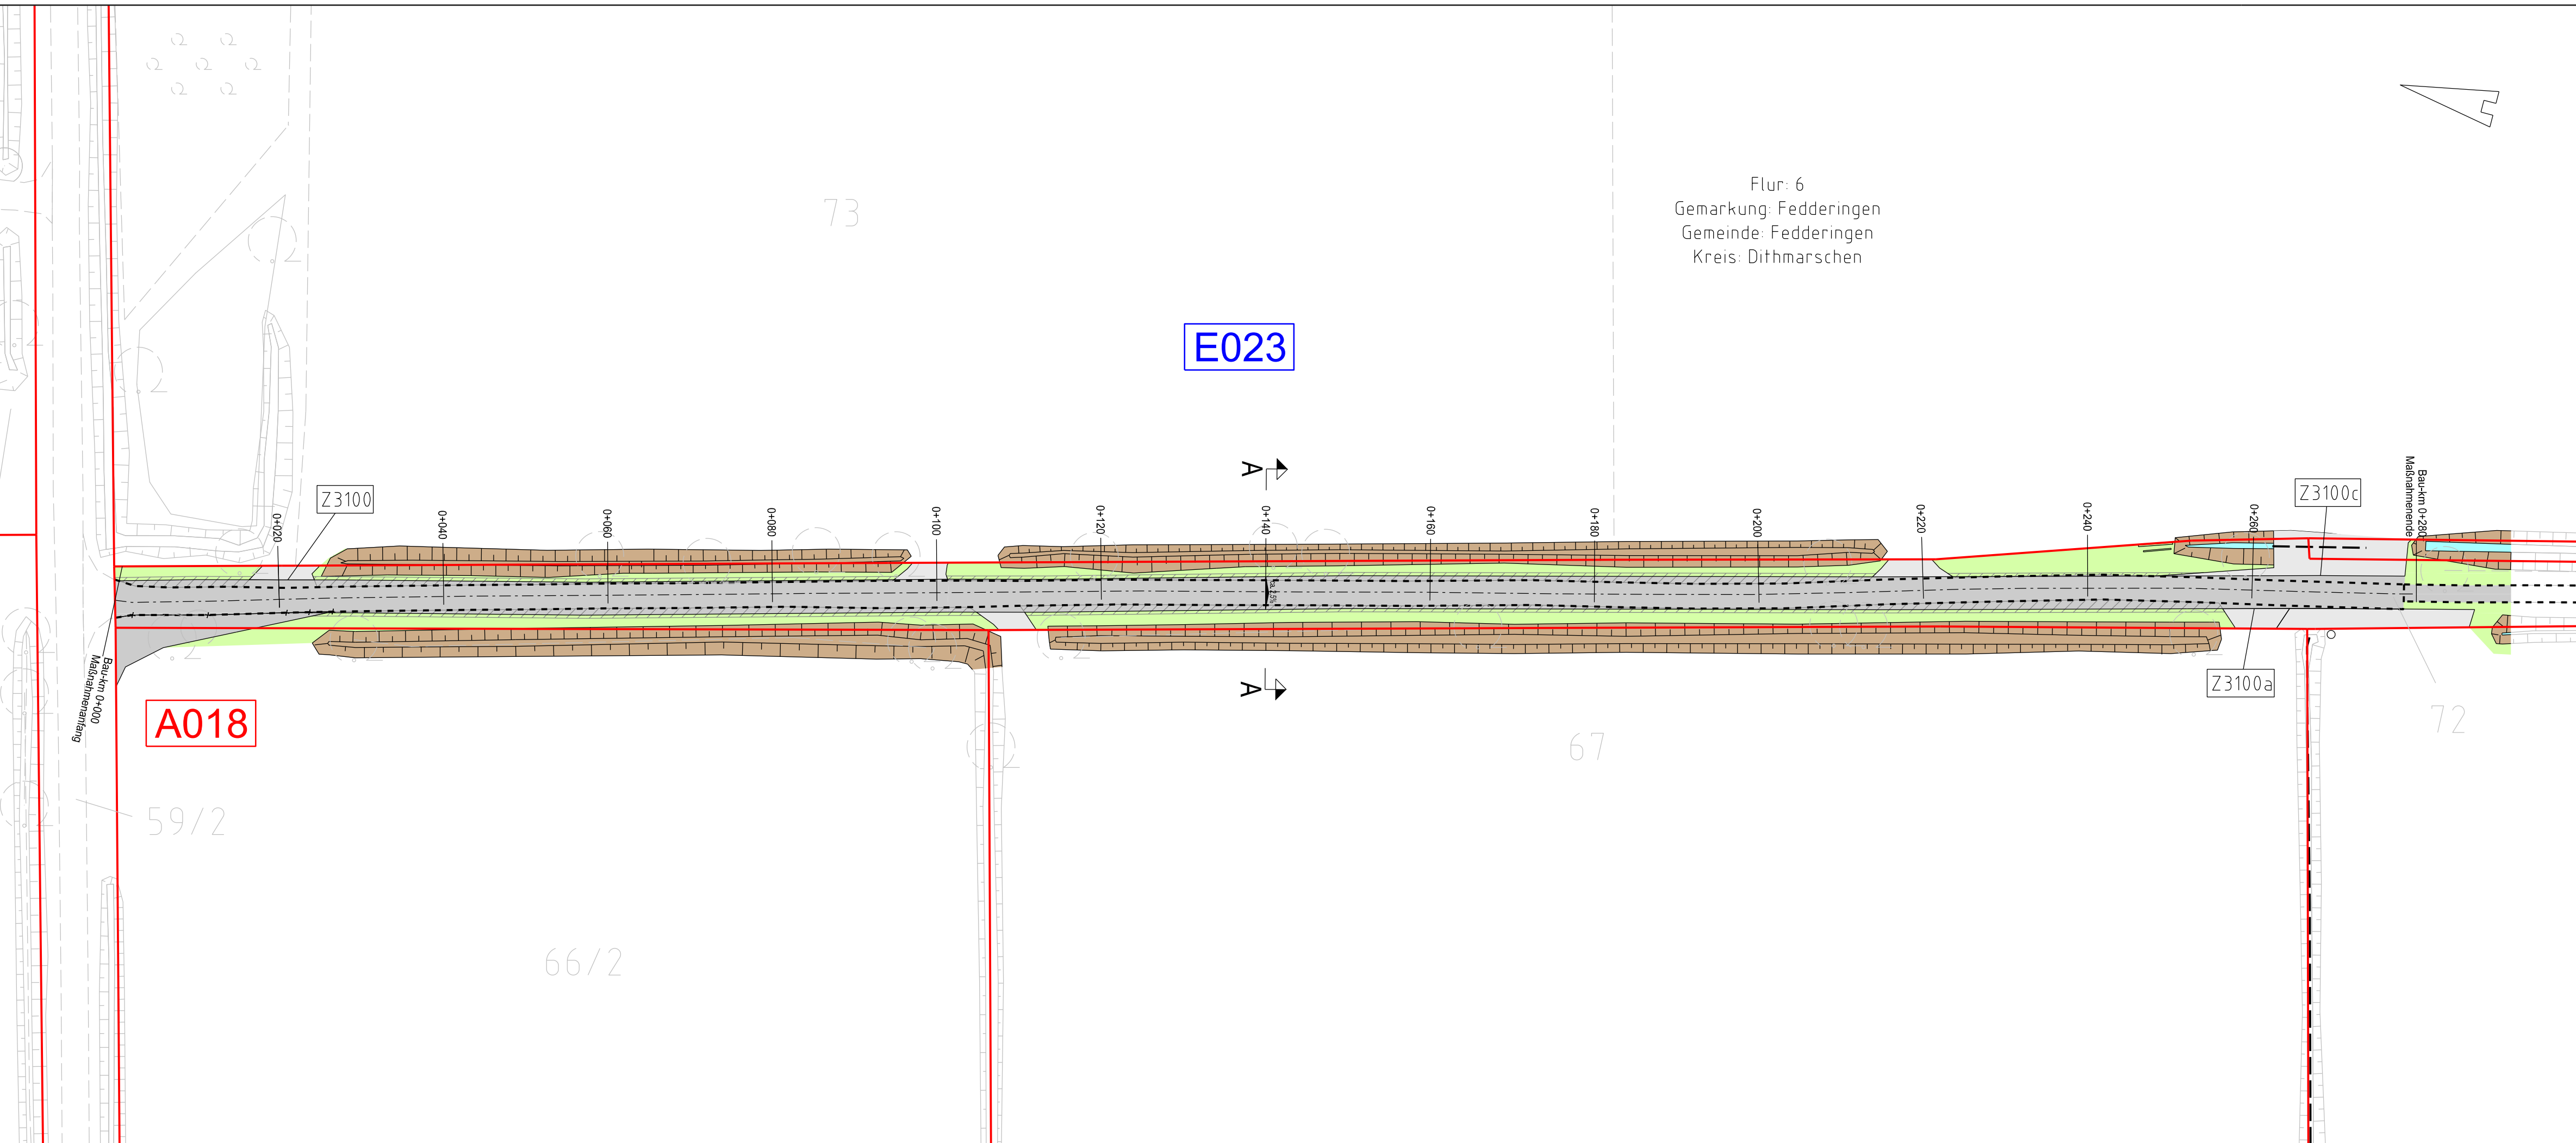 73
Flur: 6
Gemarkung: Fedderingen
Gemeinde: Fedderingen
Kreis: Dithmarschen
E023
A
Z3100
Z3100c
Bau-km 0+280
Maßnahmenende
0+020
0+040
0+060
0+080
0+100
0+120
0+140
0+160
0+180
0+200
0+220
0+240
0+260
A
Z3100a
Bau-km 0+000
Maßnahmenanfang
A018
72
67
59/2
66/2